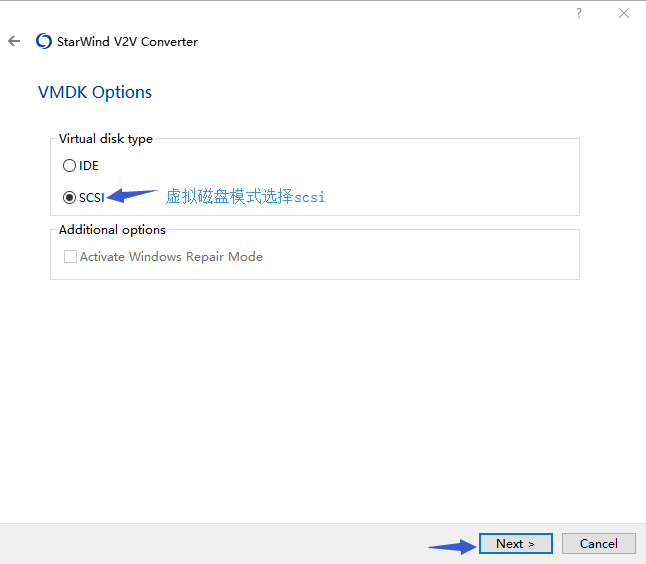 ?
StarWind V2V Converter
VMDK Options
Virtual disk type
IDE
SCSI 虚拟磁盘模式选择scsi
Additional options
Activate Windows Repair Mode
Next > Cancel